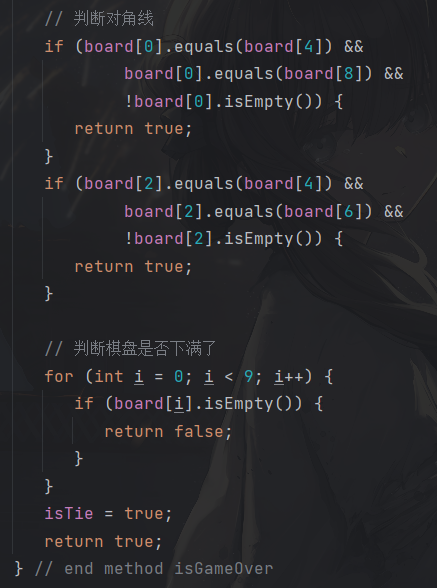 // 判断对角线
if (board[0].equals(board[4]) &&
board[0].equals(board[8]) &&
!board[0].isEmpty()) {
return true;
}
if (board[2].equals(board[4]) &&
board[2].equals(board[6]) &&
!board[2].isEmpty()) {
return true;
}
// 判断棋盘是否下满了
for (int i = 0; i < 9; i++) {
if (board[i].isEmpty()) {
return false;
}
}
isTie = true;
return true;
} // end method isGameOver